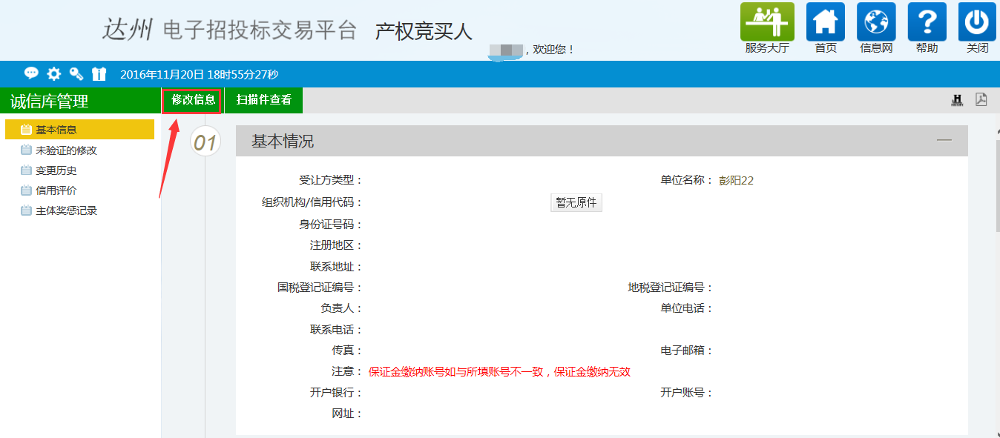 达州 电子招投标交易平台 产权竞买人
，欢迎您！
服务大厅 首页 信息网 帮助 关闭
2016年11月20日 18时55分27秒
诚信库管理 修改信息 扫描件查看
基本信息
未验证的修改
变更历史
信用评价
主体奖惩记录
01 基本情况
受让方类型： 单位名称： 彭阳22
组织机构/信用代码： 暂无原件
身份证号码：
注册地区：
联系地址：
国税登记证编号： 地税登记证编号：
负责人： 单位电话：
联系电话：
传真： 电子邮箱：
注意： 保证金缴纳账号如与所填账号不一致，保证金缴纳无效
开户银行： 开户账号：
网址：